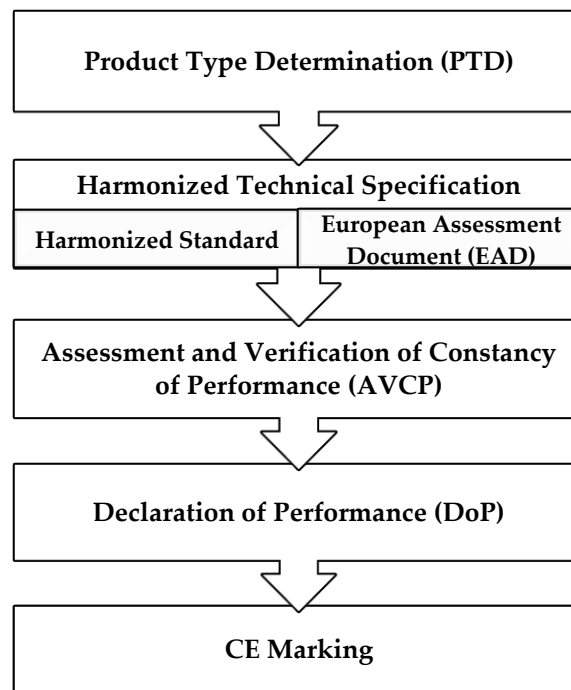 Product Type Determination (PTD)
Harmonized Technical Specification
Harmonized Standard
European Assessment
Document (EAD)
Assessment and Verification of Constancy
of Performance (AVCP)
Declaration of Performance (DoP)
CE Marking